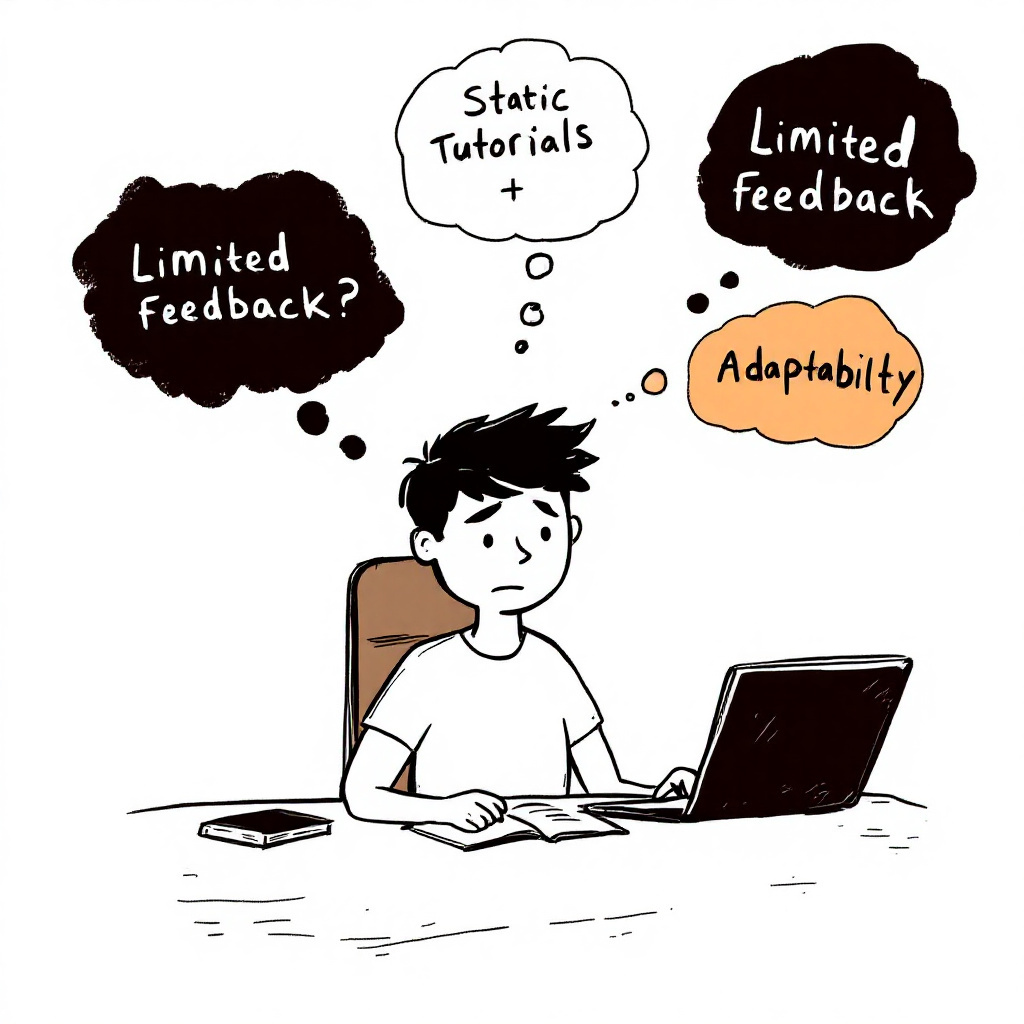 Limited
Feedback?
Static
Tutorials
+
Limited
Feedback
Adaptabilty